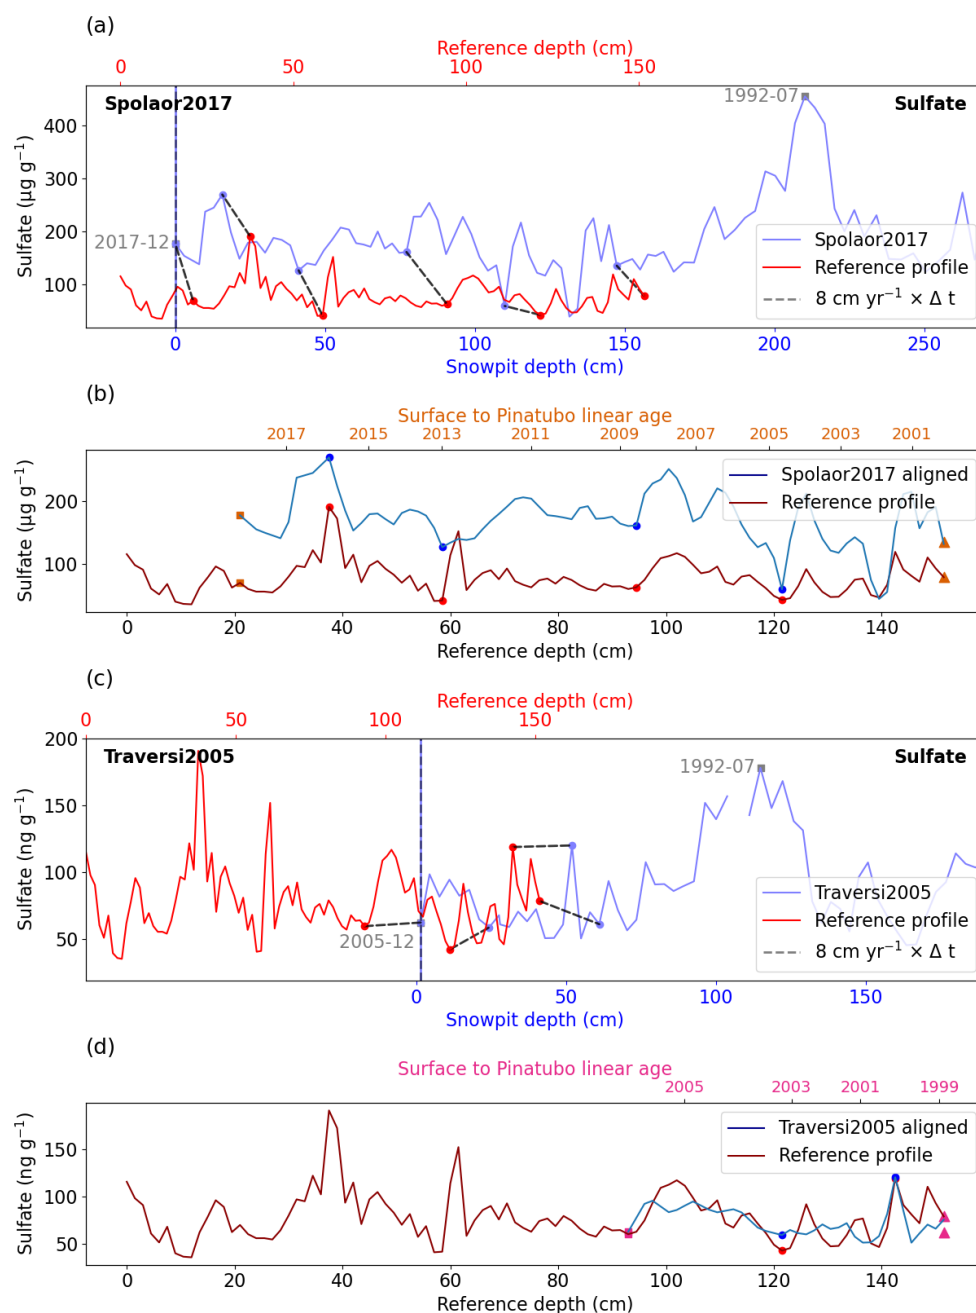 (a)
Reference depth (cm)
0 50 100 150
Spolaor2017 1992-07 Sulfate
400
300
200
100
Sulfate (μg g−1)
2017-12
Spolaor2017
Reference profile
8 cm yr−1 × Δ t
0 50 100 150 200 250
Snowpit depth (cm)
(b)
Surface to Pinatubo linear age
2017 2015 2013 2011 2009 2007 2005 2003 2001
200
100
Sulfate (μg g−1)
Spolaor2017 aligned
Reference profile
0 20 40 60 80 100 120 140
Reference depth (cm)
(c)
Reference depth (cm)
0 50 100 150
200
150
100
50
Sulfate (ng g−1)
Traversi2005 1992-07 Sulfate
2005-12
Traversi2005
Reference profile
8 cm yr−1 × Δ t
0 50 100 150
Snowpit depth (cm)
(d)
Surface to Pinatubo linear age
2005 2003 2001 1999
150
100
50
Sulfate (ng g−1)
Traversi2005 aligned
Reference profile
0 20 40 60 80 100 120 140
Reference depth (cm)